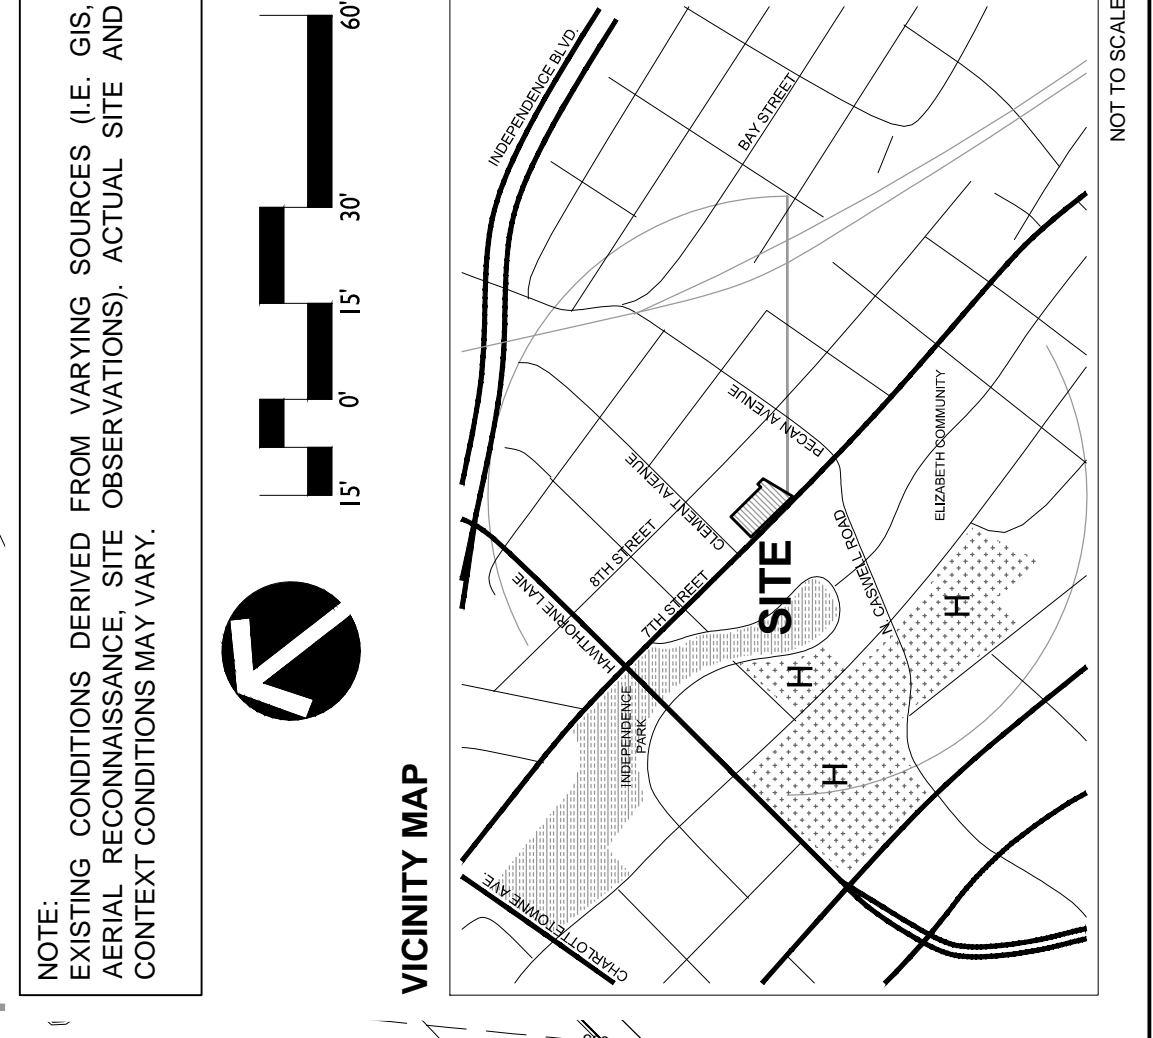 NOTE:
EXISTING CONDITIONS DERIVED FROM VARYING SOURCES (I.E. GIS,
AERIAL RECONNAISSANCE, SITE OBSERVATIONS). ACTUAL SITE AND
CONTEXT CONDITIONS MAY VARY.
15'
0'
15'
30'
60'
VICINITY MAP
CHARLOTTETOWNE AVE.
INDEPENDENCE BLVD.
HAWTHORNE LANE
8TH STREET
CLEMENT AVENUE
7TH STREET
INDEPENDENCE
PARK
PECAN AVENUE
BAY STREET
SITE
H
H
H
N. CASWELL ROAD
ELIZABETH COMMUNITY
NOT TO SCALE